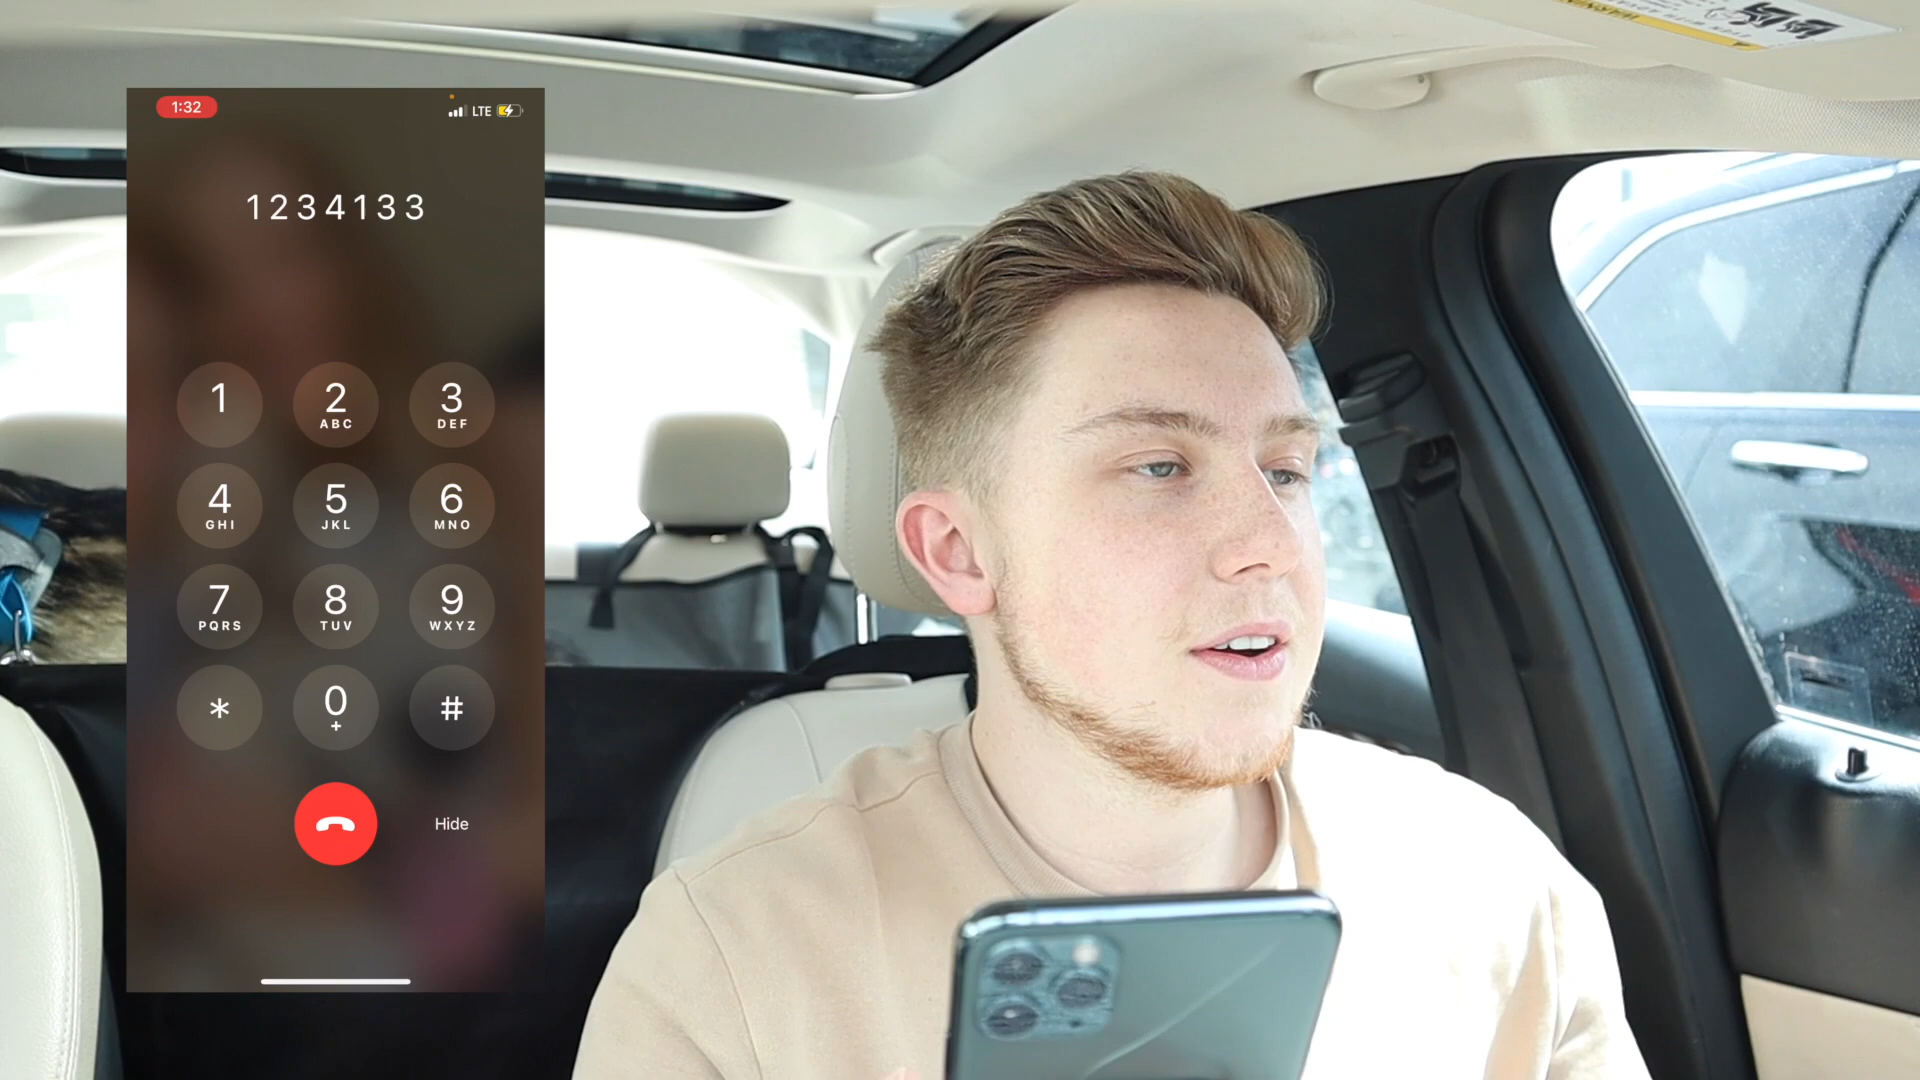 1:32
LTE
1234133
1
2
ABC
3
DEF
4
GHI
5
JKL
6
MNO
7
PQRS
8
TUV
9
WXYZ
*
0
+
#
Hide
WARNING